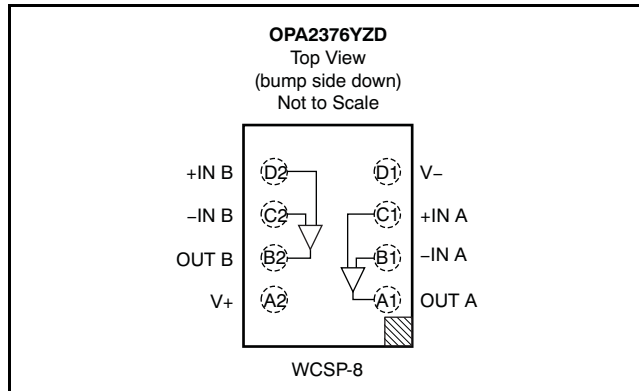 OPA2376YZD
Top View
(bump side down)
Not to Scale
+IN B D2 D1 V−
−IN B C2 C1 +IN A
OUT B B2 B1 −IN A
V+ A2 A1 OUT A
WCSP-8